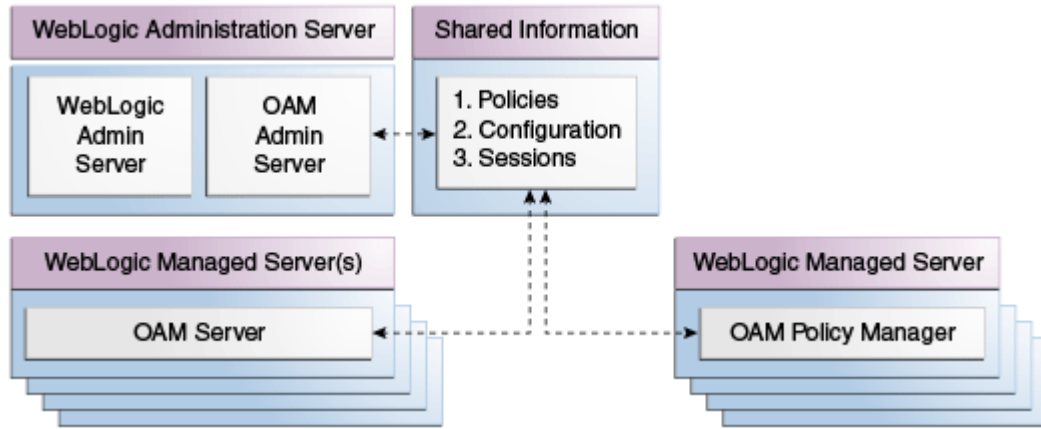 WebLogic Administration Server
WebLogic
Admin
Server
OAM
Admin
Server
Shared Information
1. Policies
2. Configuration
3. Sessions
WebLogic Managed Server(s)
OAM Server
WebLogic Managed Server
OAM Policy Manager